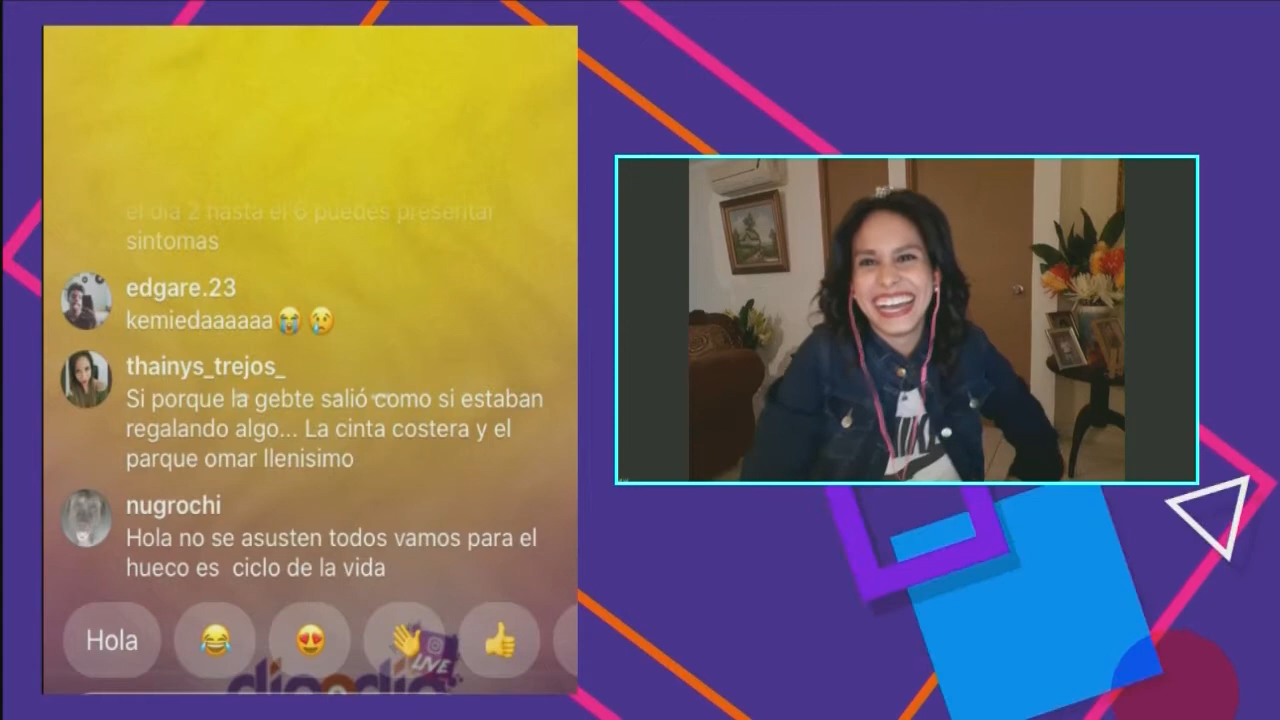 el dia 2 hasta el 6 puedes presentar
sintomas
edgare.23
kemiedaaaaaa😭😢
thainys_trejos_
Si porque la gebte salió como si estaban
regalando algo... La cinta costera y el
parque omar llenisimo
nugrochi
Hola no se asusten todos vamos para el
hueco es ciclo de la vida
Hola
LIVE